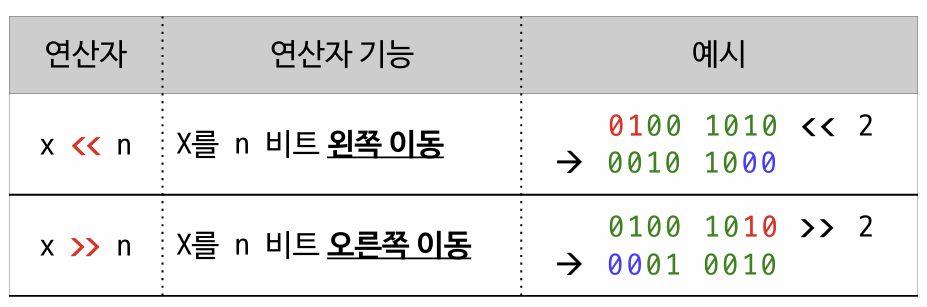 연산자 연산자 기능 예시
x << n X를 n 비트 왼쪽 이동 0100 1010 << 2
→ 0010 1000
x >> n X를 n 비트 오른쪽 이동 0100 1010 >> 2
→ 0001 0010